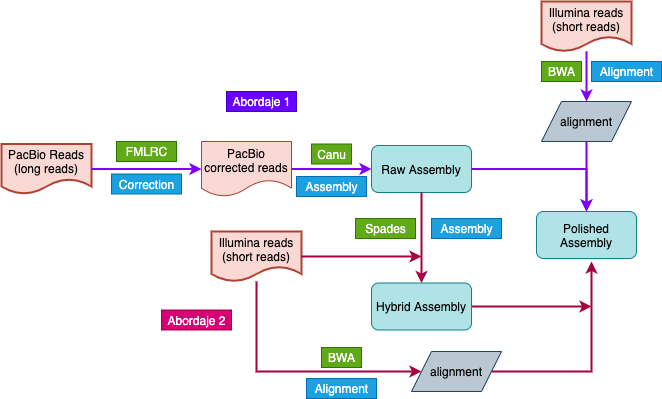 Illumina reads
(short reads)
BWA
Alignment
Abordaje 1
alignment
PacBio Reads
(long reads)
FMLRC
Correction
PacBio
corrected reads
Canu
Assembly
Raw Assembly
Spades
Assembly
Polished
Assembly
Illumina reads
(short reads)
Hybrid Assembly
Abordaje 2
BWA
Alignment
alignment